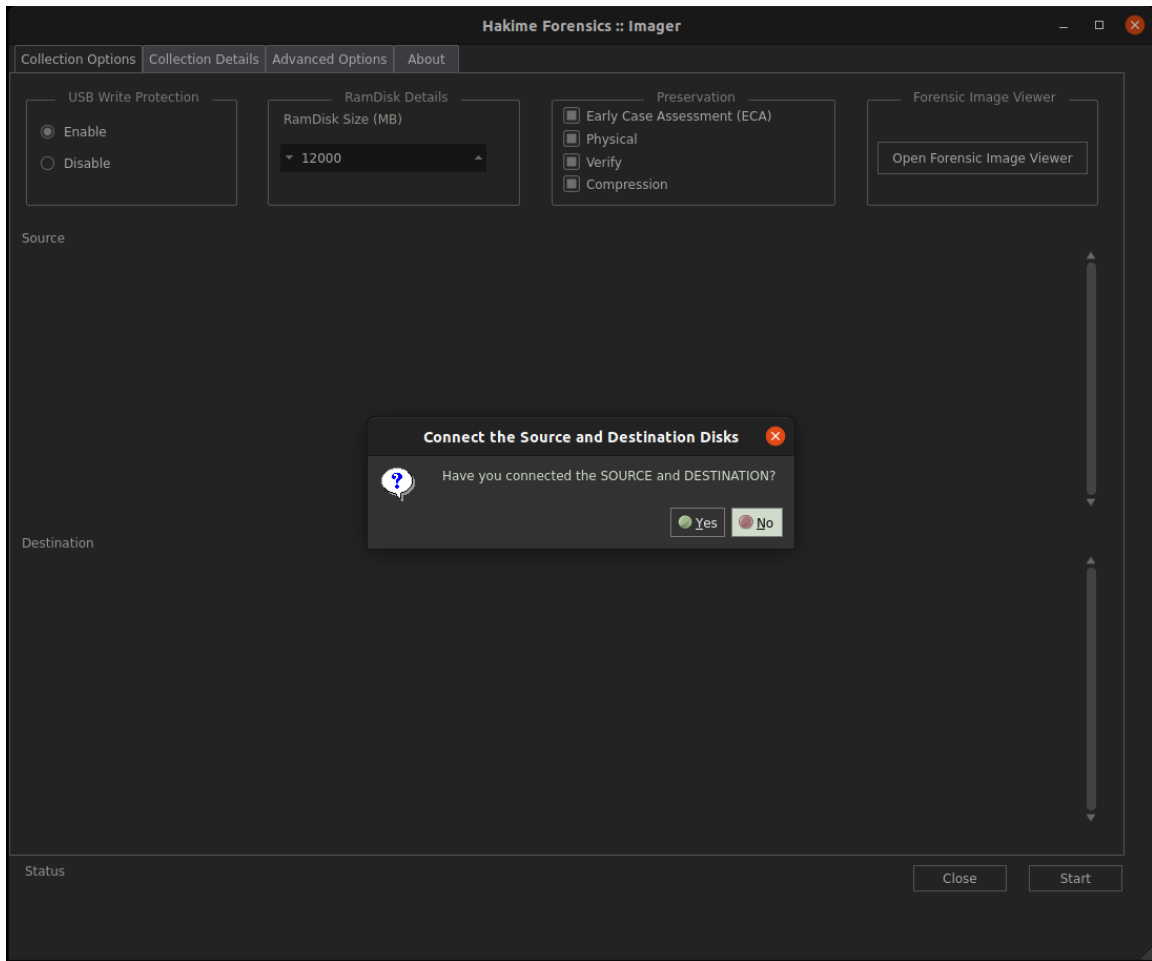 Hakime Forensics :: Imager
Collection Options Collection Details Advanced Options About
USB Write Protection
Enable
Disable
RamDisk Details
RamDisk Size (MB)
12000
Preservation
Early Case Assessment (ECA)
Physical
Verify
Compression
Forensic Image Viewer
Open Forensic Image Viewer
Source
Connect the Source and Destination Disks
Have you connected the SOURCE and DESTINATION?
Yes No
Destination
Status
Close Start